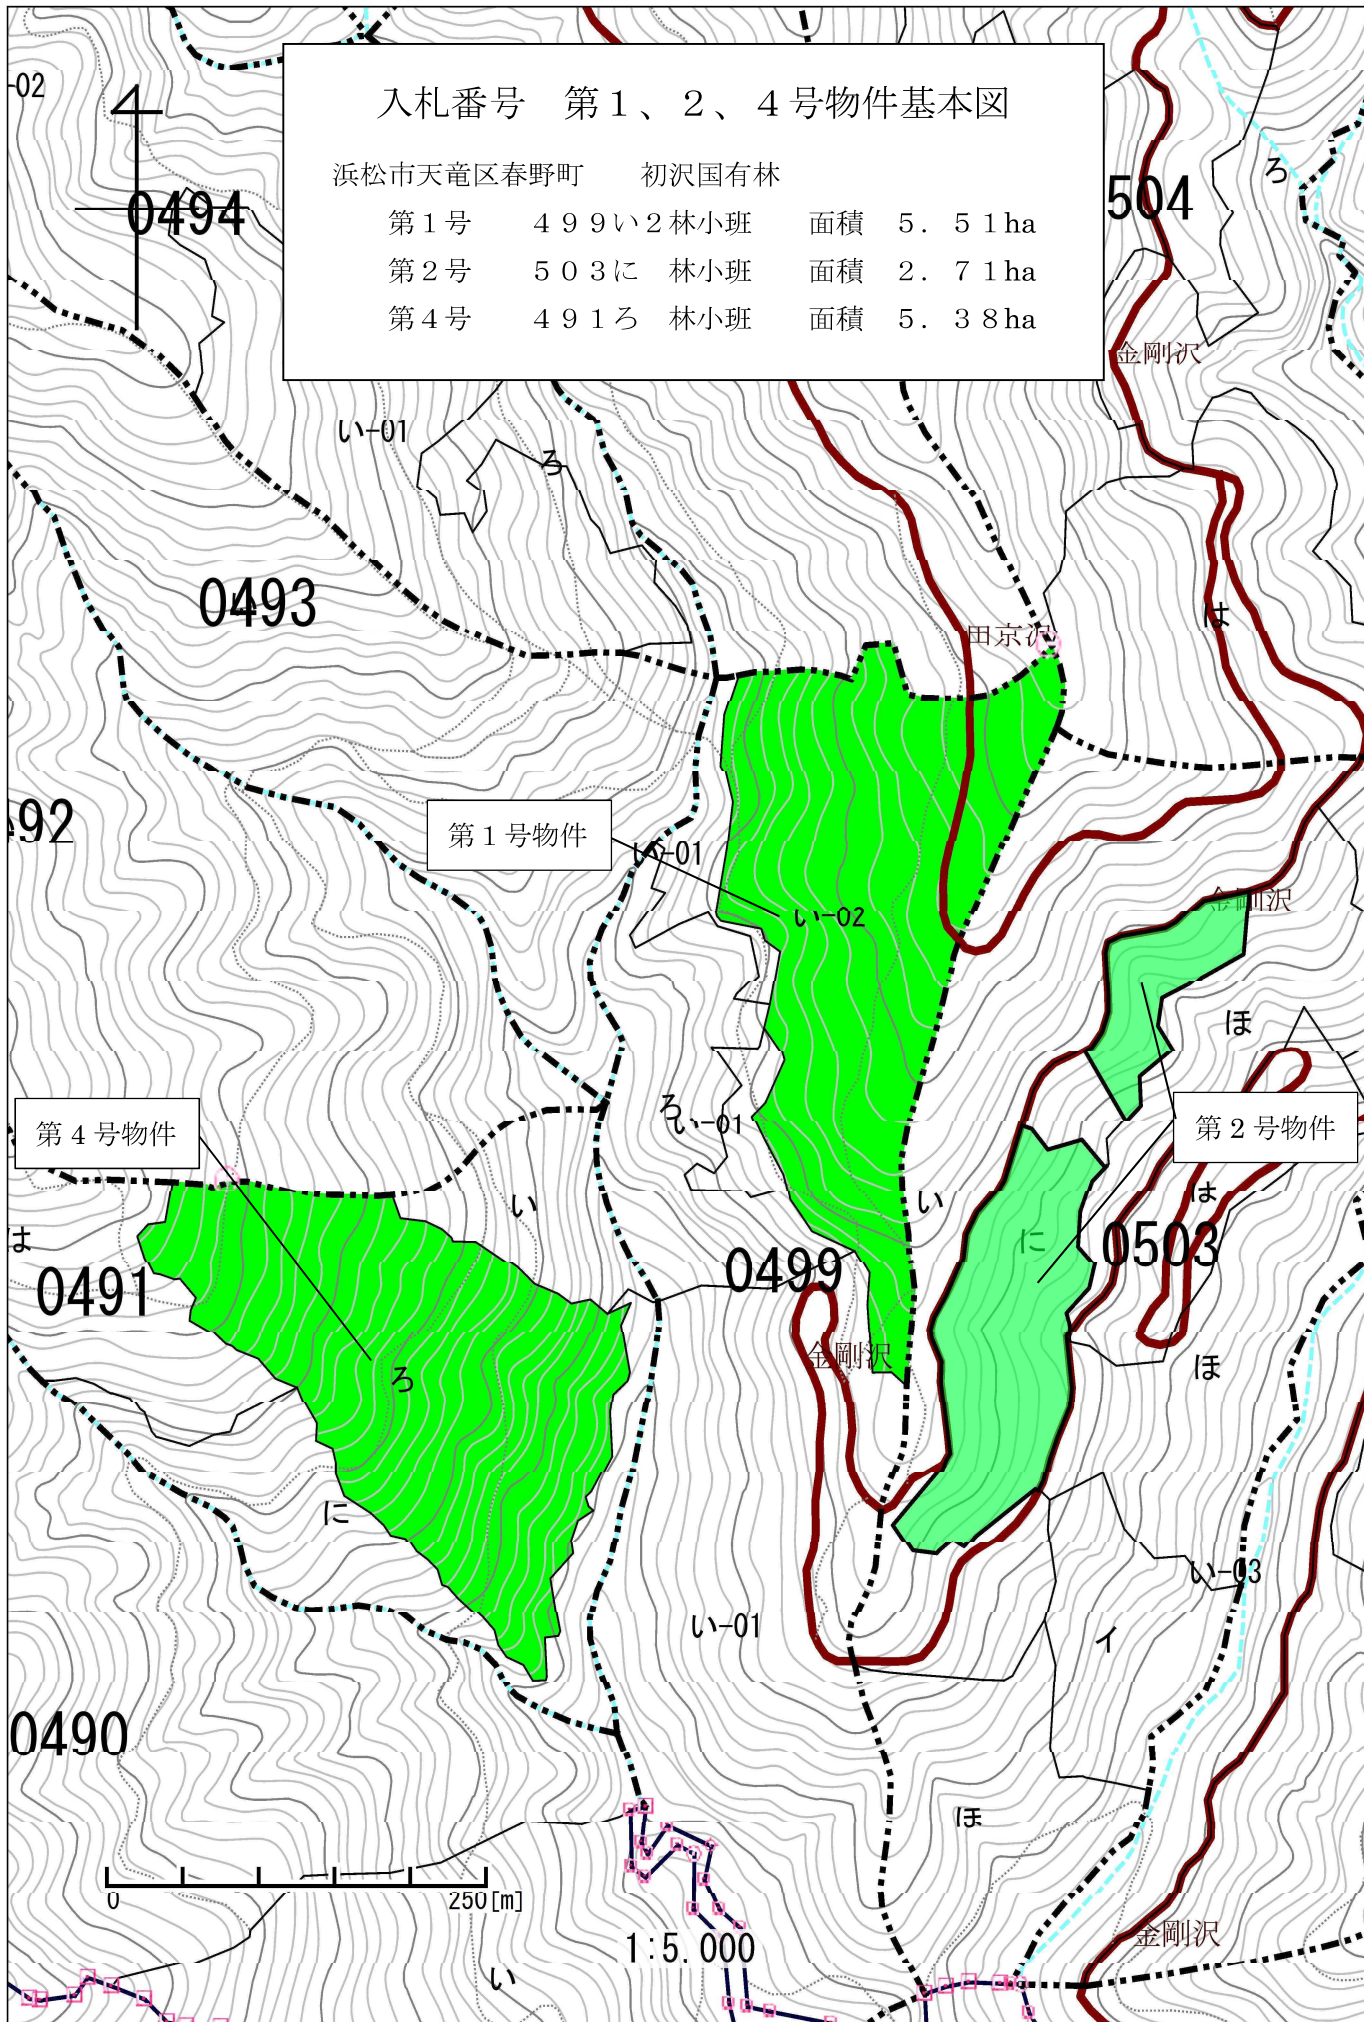 入札番号　第１、２、４号物件基本図
浜松市天竜区春野町　　初沢国有林
第１号　　４９９い２林小班　　面積　５．５１ha
第２号　　５０３に　林小班　　面積　２．７１ha
第４号　　４９１ろ　林小班　　面積　５．３８ha
-02
0494
504
ろ
金剛沢
い-01
ろ
0493
田京沢
は
492
第１号物件
い-01
い-02
金剛沢
ほ
第４号物件
ろ
い-01
第２号物件
は
い
い
は
に
0503
0491
0499
金剛沢
ろ
ほ
に
い-03
い-01
イ
0490
ほ
0
250[m]
1:5.000
金剛沢
い